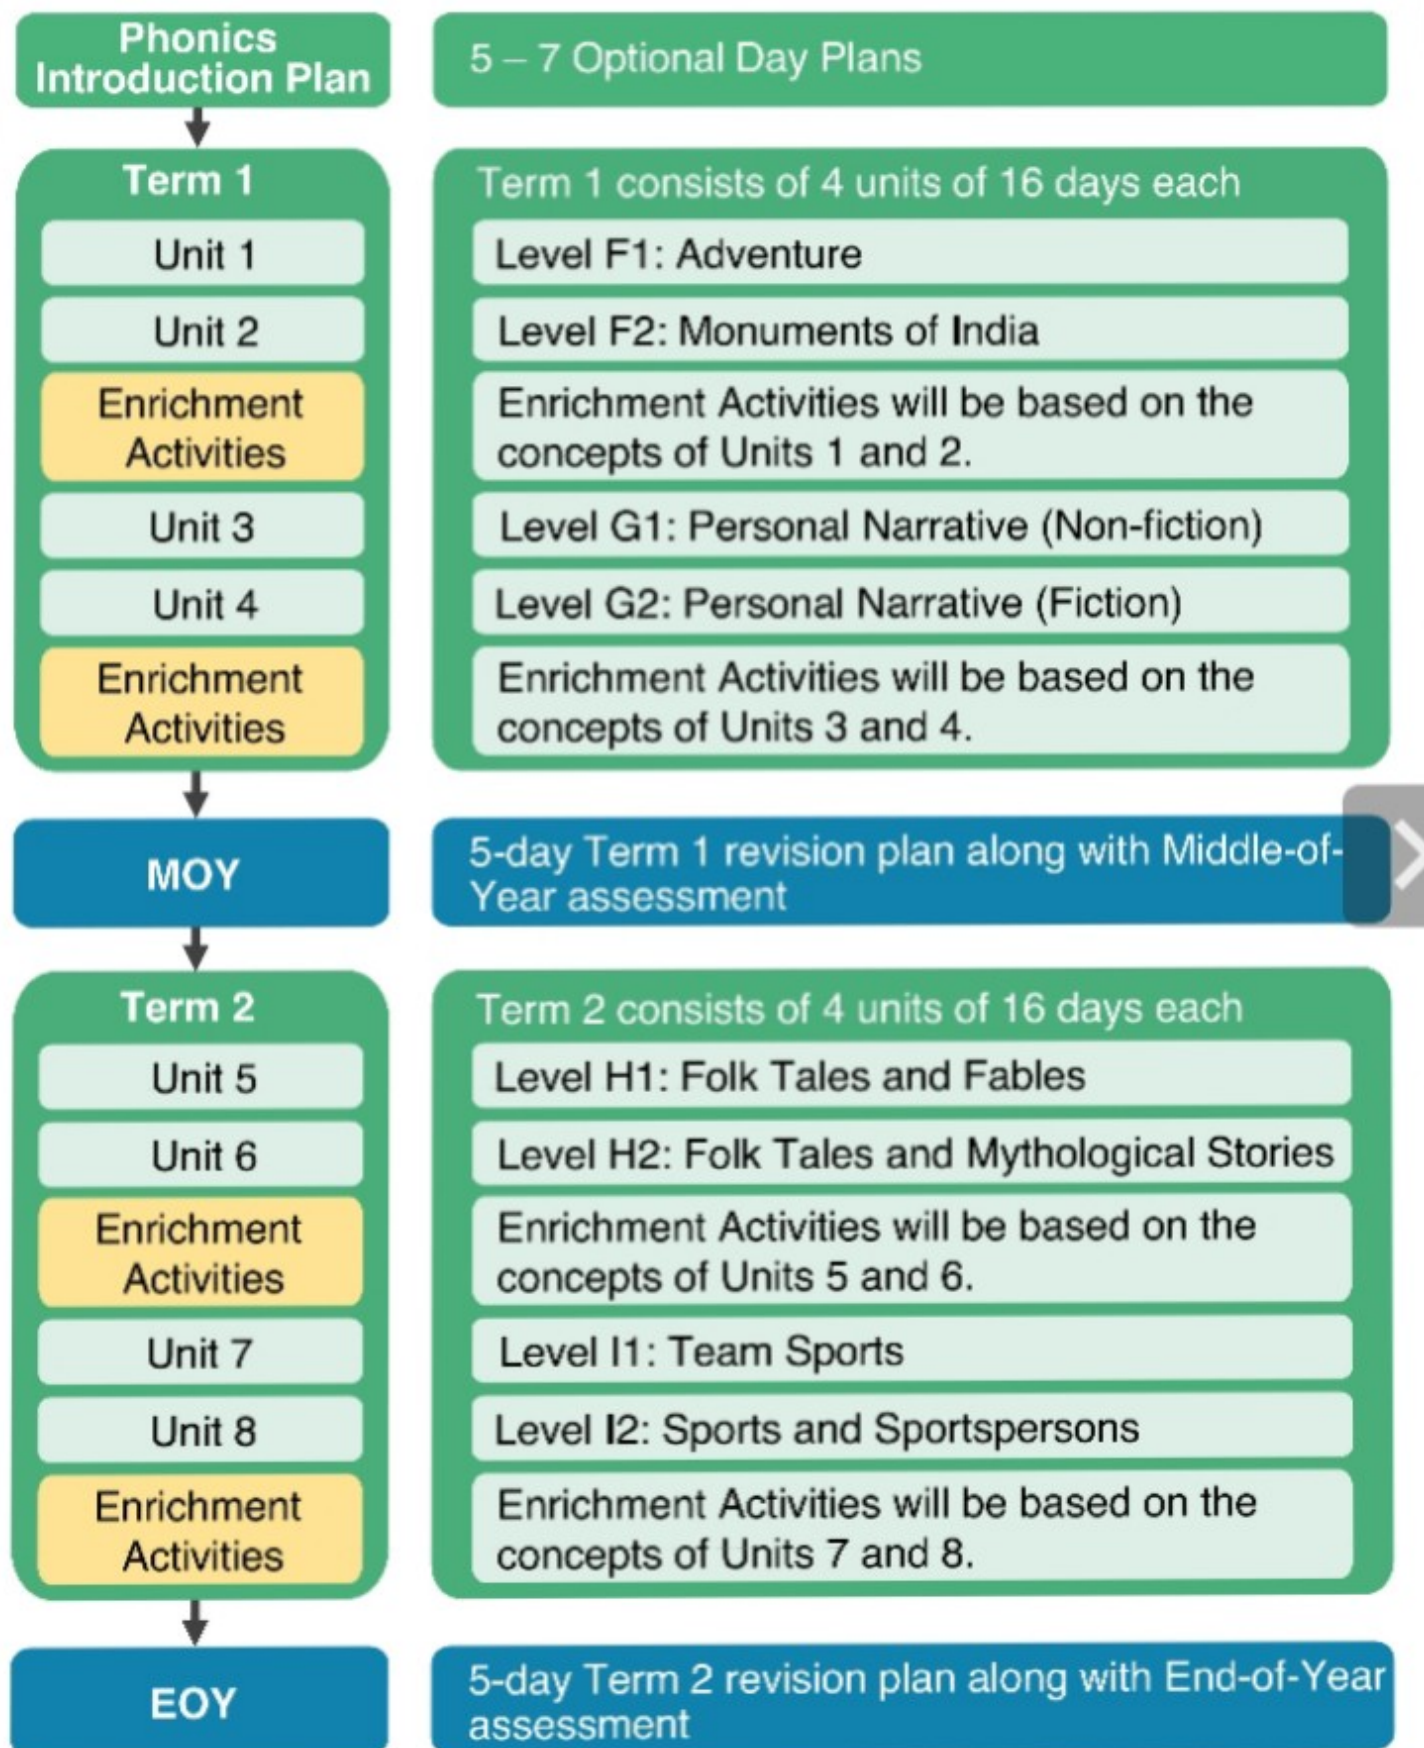 Phonics
Introduction Plan
5 – 7 Optional Day Plans
Term 1
Term 1 consists of 4 units of 16 days each
Unit 1
Level F1: Adventure
Unit 2
Level F2: Monuments of India
Enrichment
Activities
Enrichment Activities will be based on the
concepts of Units 1 and 2.
Unit 3
Level G1: Personal Narrative (Non-fiction)
Unit 4
Level G2: Personal Narrative (Fiction)
Enrichment
Activities
Enrichment Activities will be based on the
concepts of Units 3 and 4.
MOY
5-day Term 1 revision plan along with Middle-of-
Year assessment
Term 2
Term 2 consists of 4 units of 16 days each
Unit 5
Level H1: Folk Tales and Fables
Unit 6
Level H2: Folk Tales and Mythological Stories
Enrichment
Activities
Enrichment Activities will be based on the
concepts of Units 5 and 6.
Unit 7
Level I1: Team Sports
Unit 8
Level I2: Sports and Sportspersons
Enrichment
Activities
Enrichment Activities will be based on the
concepts of Units 7 and 8.
EOY
5-day Term 2 revision plan along with End-of-Year
assessment